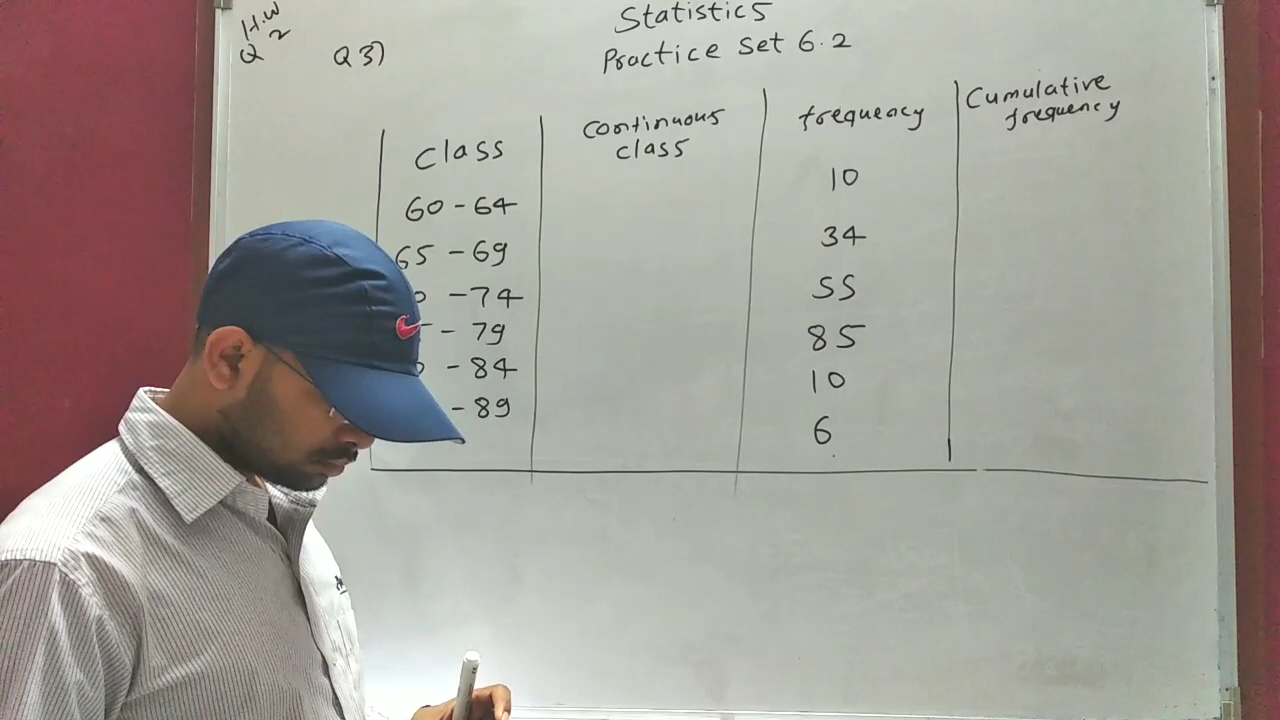 H.W
Q 2
Q 3)
Statistics
Practice Set 6.2
Class
Continuous
class
frequency
Cumulative
frequency
60 - 64
10
65 - 69
34
- 74
55
- 79
85
- 84
10
- 89
6